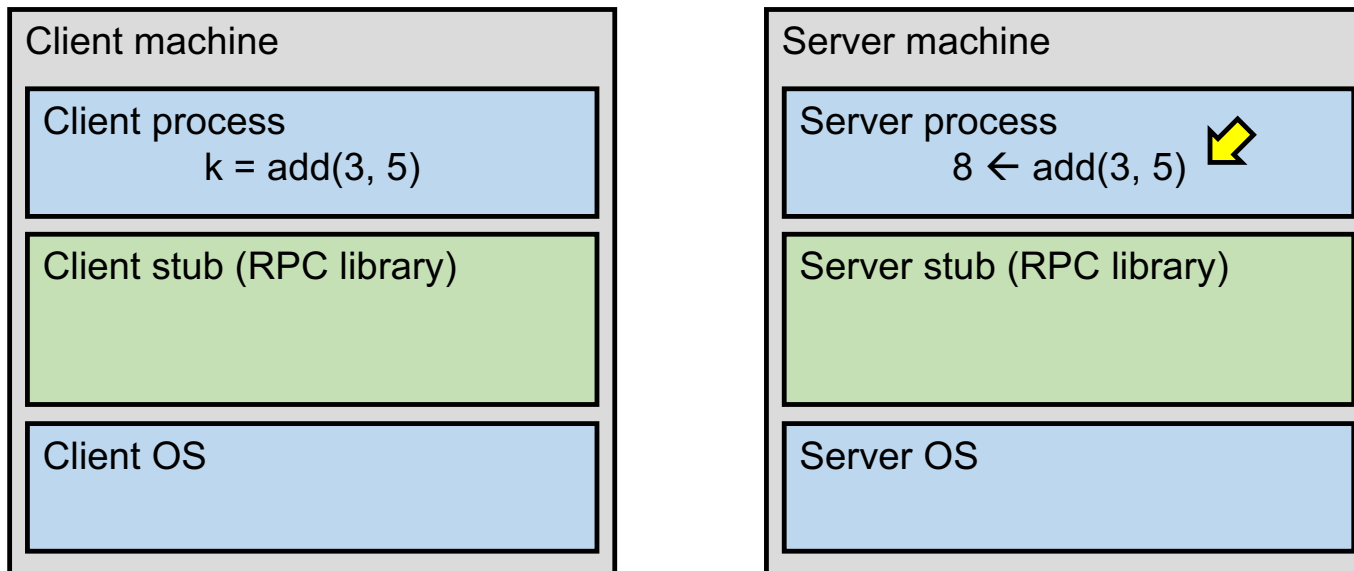 Client machine
Client process
k = add(3, 5)
Client stub (RPC library)
Client OS
Server machine
Server process
8 ← add(3, 5)
Server stub (RPC library)
Server OS